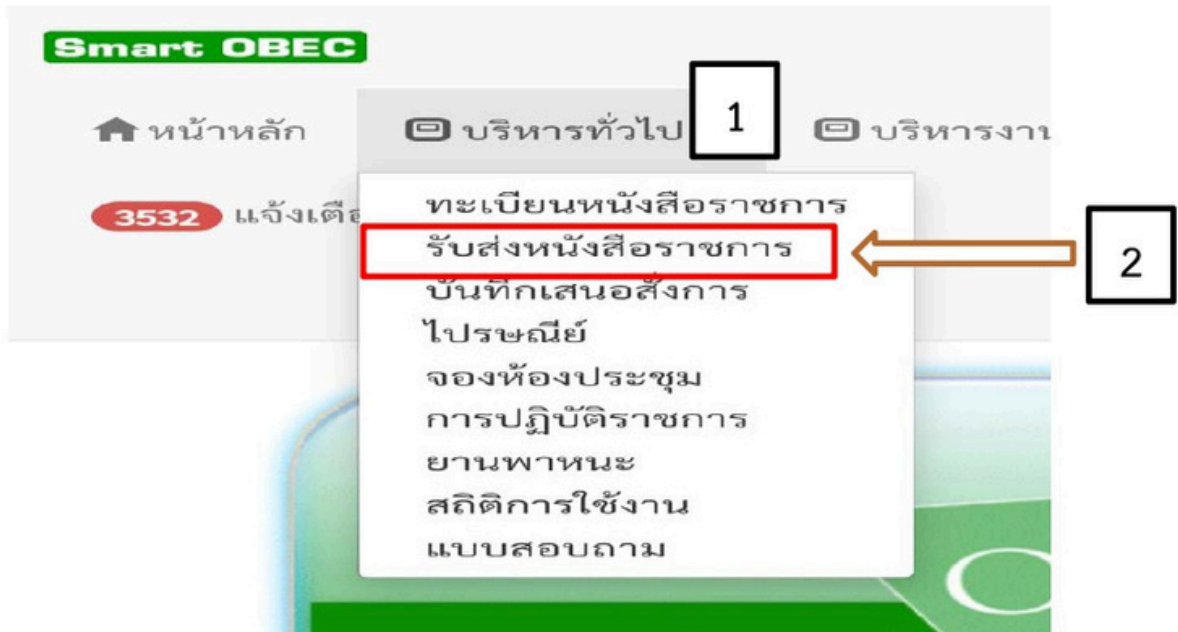 Smart OBEC
หน้าหลัก บริหารทั่วไป 1 บริหารงาน
3532 แจ้งเตือ
ทะเบียนหนังสือราชการ
รับส่งหนังสือราชการ
2
บันทึกเสนอสั่งการ
ไปรษณีย์
จองห้องประชุม
การปฏิบัติราชการ
ยานพาหนะ
สถิติการใช้งาน
แบบสอบถาม